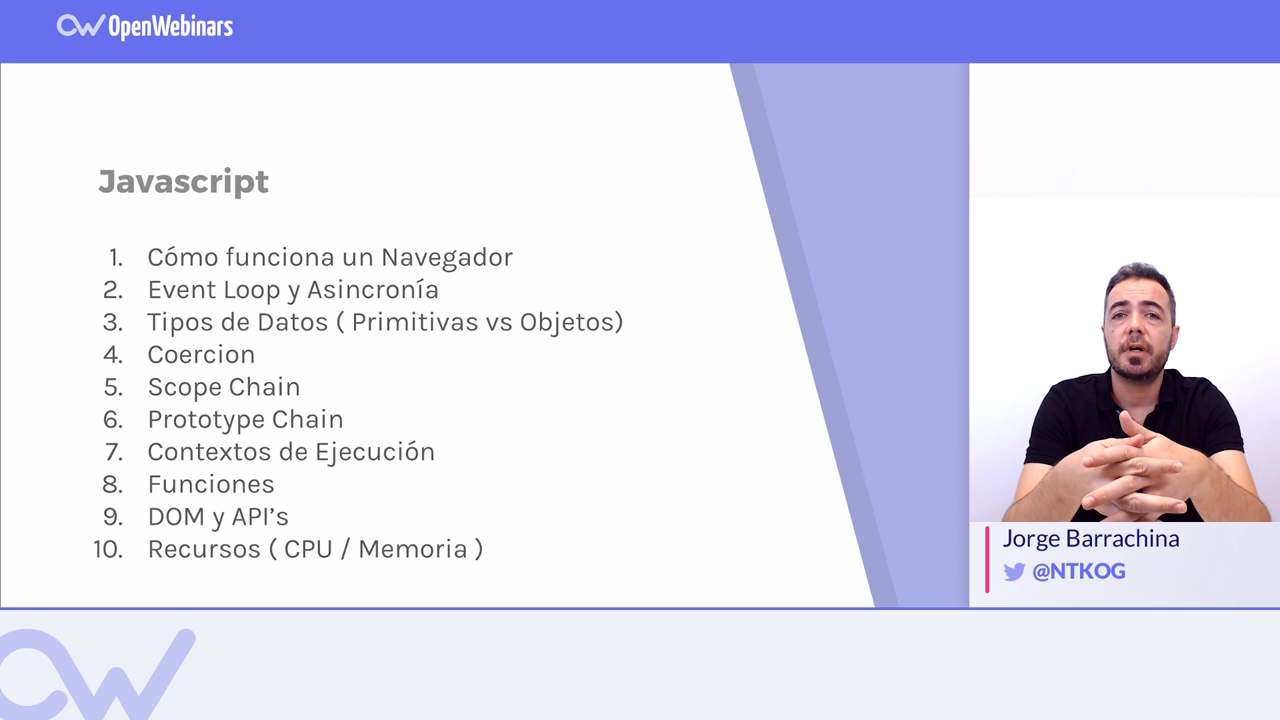 OpenWebinars
Javascript
1. Cómo funciona un Navegador
2. Event Loop y Asincronía
3. Tipos de Datos ( Primitivas vs Objetos)
4. Coercion
5. Scope Chain
6. Prototype Chain
7. Contextos de Ejecución
8. Funciones
9. DOM y API’s
10. Recursos ( CPU / Memoria )
Jorge Barrachina
@NTKOG